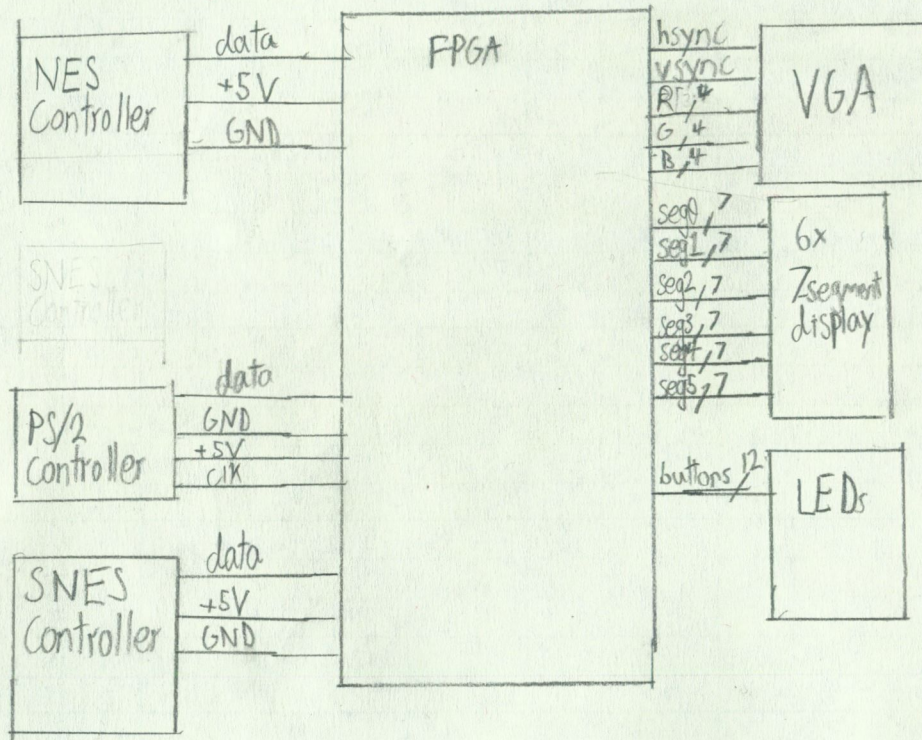 NES
Controller
data
+5V
GND
SNES
Controller
PS/2
Controller
data
GND
+5V
Clk
SNES
Controller
data
+5V
GND
FPGA
hsync
vsync
R, 4
G, 4
B, 4
VGA
seg0, 7
seg1, 7
seg2, 7
seg3, 7
seg4, 7
seg5, 7
6x
7segment
display
buttons, 12
LEDs